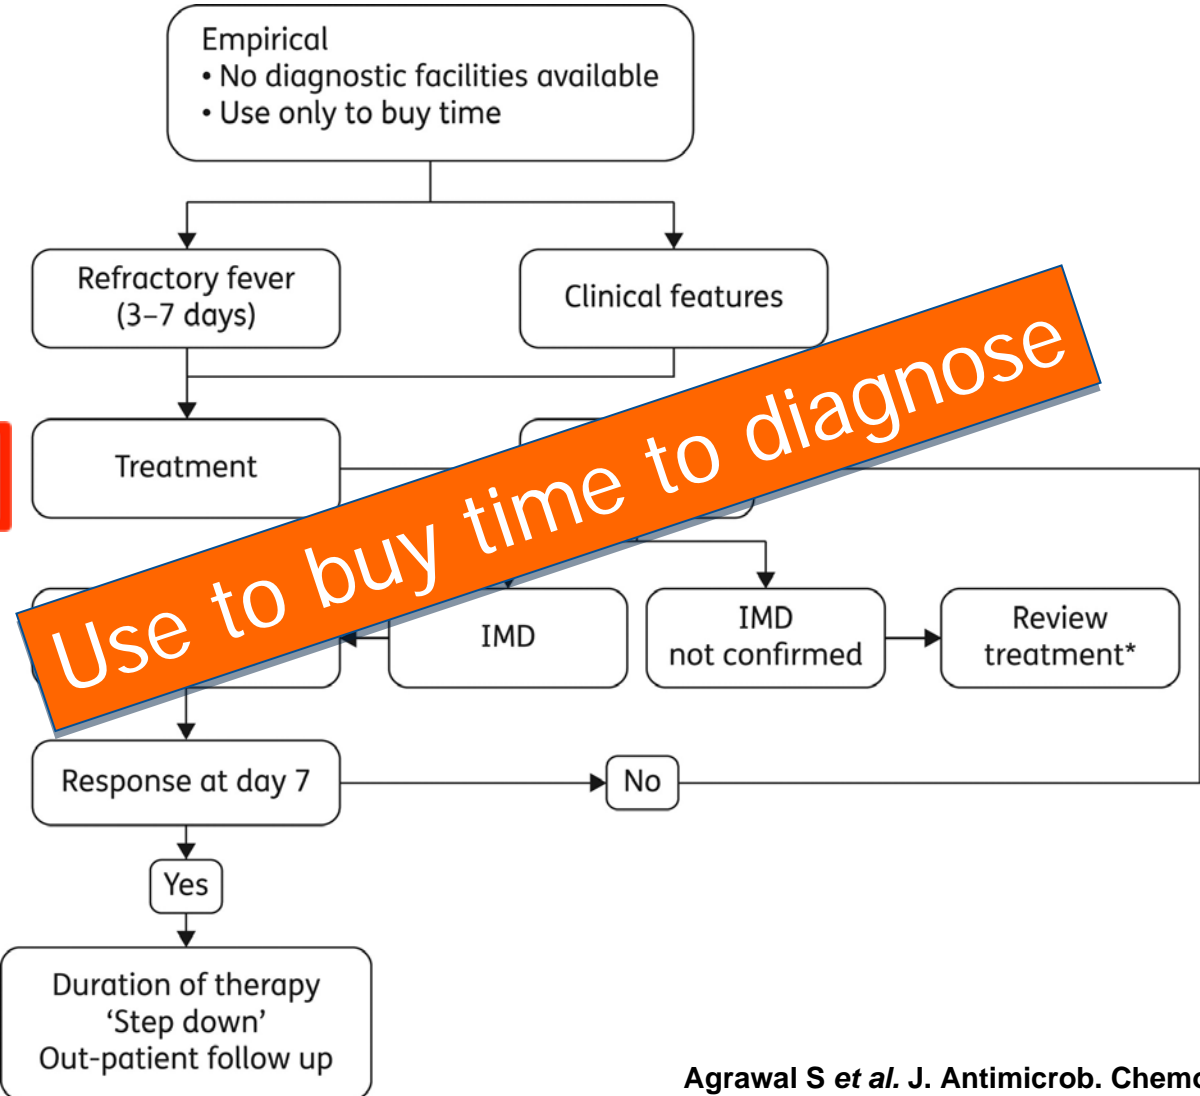 Empirical
• No diagnostic facilities available
• Use only to buy time
Refractory fever
(3–7 days)
Clinical features
Treatment
Use to buy time to diagnose
IMD
IMD
not confirmed
Review
treatment*
Response at day 7
No
Yes
Duration of therapy
‘Step down’
Out-patient follow up
Agrawal S et al. J. Antimicrob.